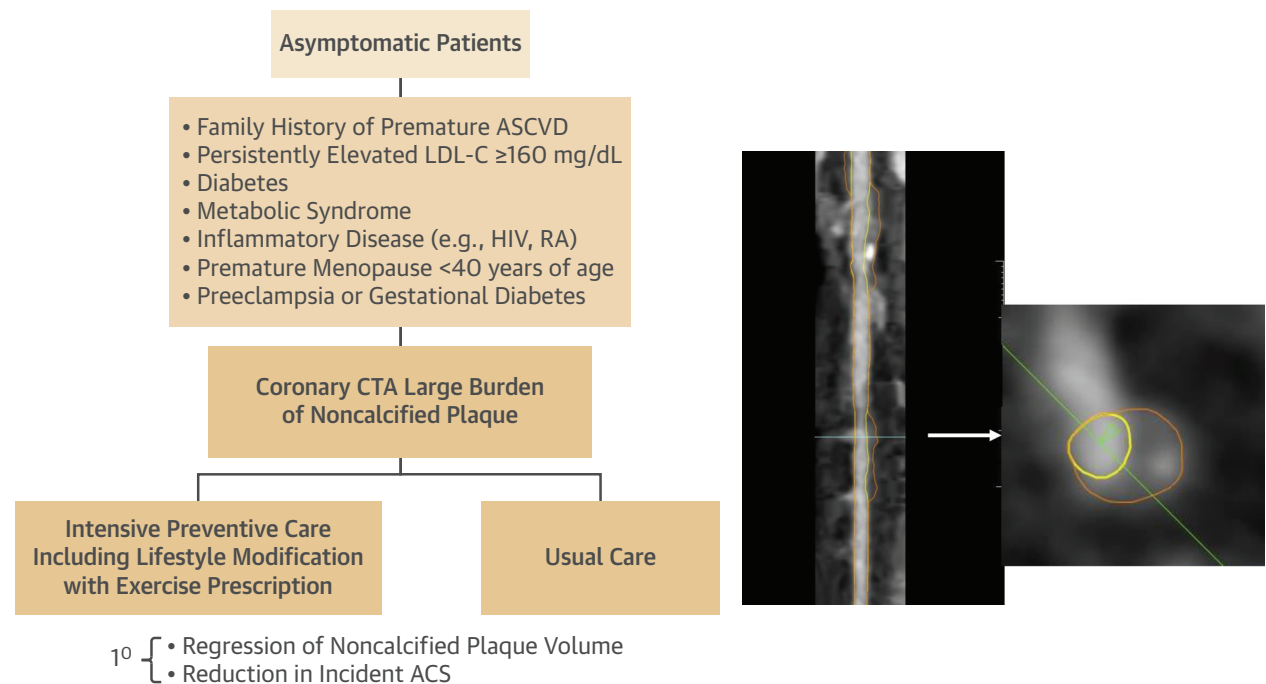 Asymptomatic Patients
• Family History of Premature ASCVD
• Persistently Elevated LDL-C ≥160 mg/dL
• Diabetes
• Metabolic Syndrome
• Inflammatory Disease (e.g., HIV, RA)
• Premature Menopause <40 years of age
• Preeclampsia or Gestational Diabetes
Coronary CTA Large Burden
of Noncalcified Plaque
Intensive Preventive Care
Including Lifestyle Modification
with Exercise Prescription
Usual Care
1⁰
• Regression of Noncalcified Plaque Volume
• Reduction in Incident ACS